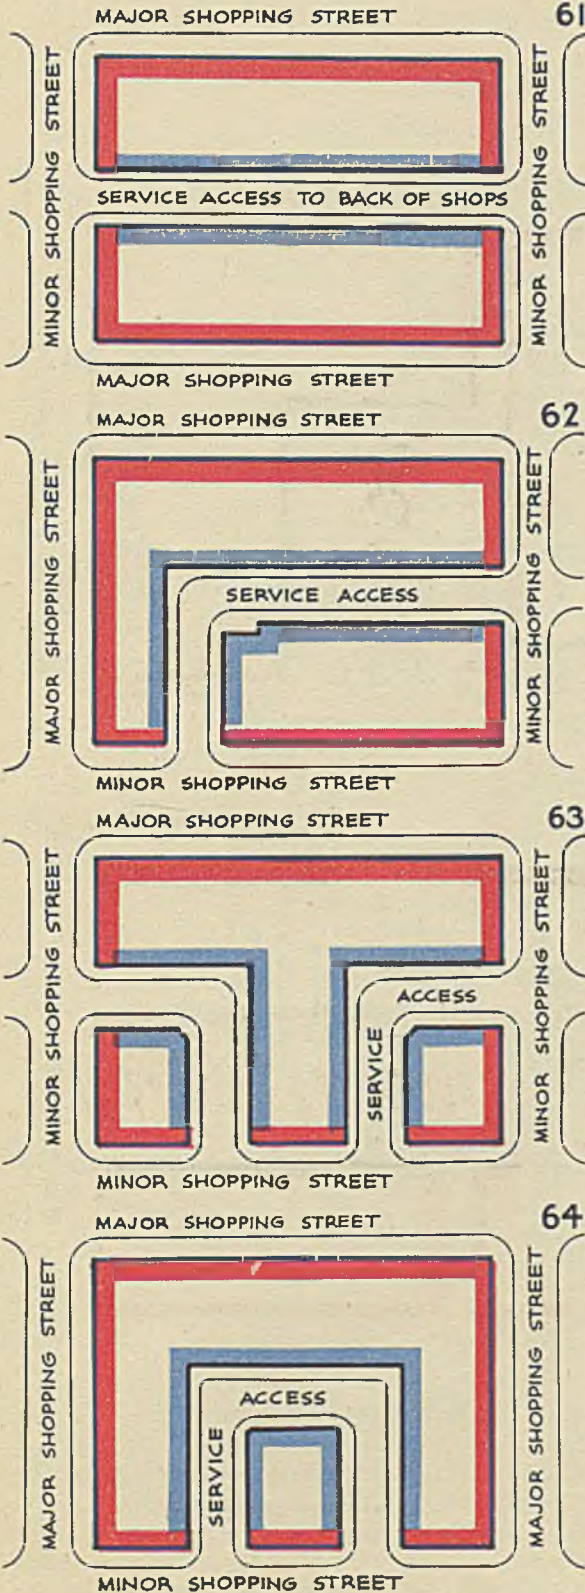 MAJOR SHOPPING STREET
61
MINOR SHOPPING STREET
MINOR SHOPPING STREET
SERVICE ACCESS TO BACK OF SHOPS
MAJOR SHOPPING STREET
MAJOR SHOPPING STREET
62
MAJOR SHOPPING STREET
MINOR SHOPPING STREET
SERVICE ACCESS
MINOR SHOPPING STREET
MAJOR SHOPPING STREET
63
MINOR SHOPPING STREET
MINOR SHOPPING STREET
ACCESS
SERVICE
MINOR SHOPPING STREET
MAJOR SHOPPING STREET
64
MAJOR SHOPPING STREET
MAJOR SHOPPING STREET
ACCESS
SERVICE
MINOR SHOPPING STREET